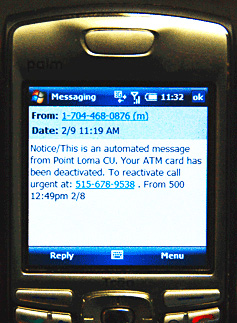 palm
Messaging 11:32 ok
From: 1-704-468-0876 (m)
Date: 2/9 11:19 AM
Notice/This is an automated message
from Point Loma CU. Your ATM card has
been deactivated. To reactivate call
urgent at: 515-678-9538 . From 500
12:49pm 2/8
Reply Menu